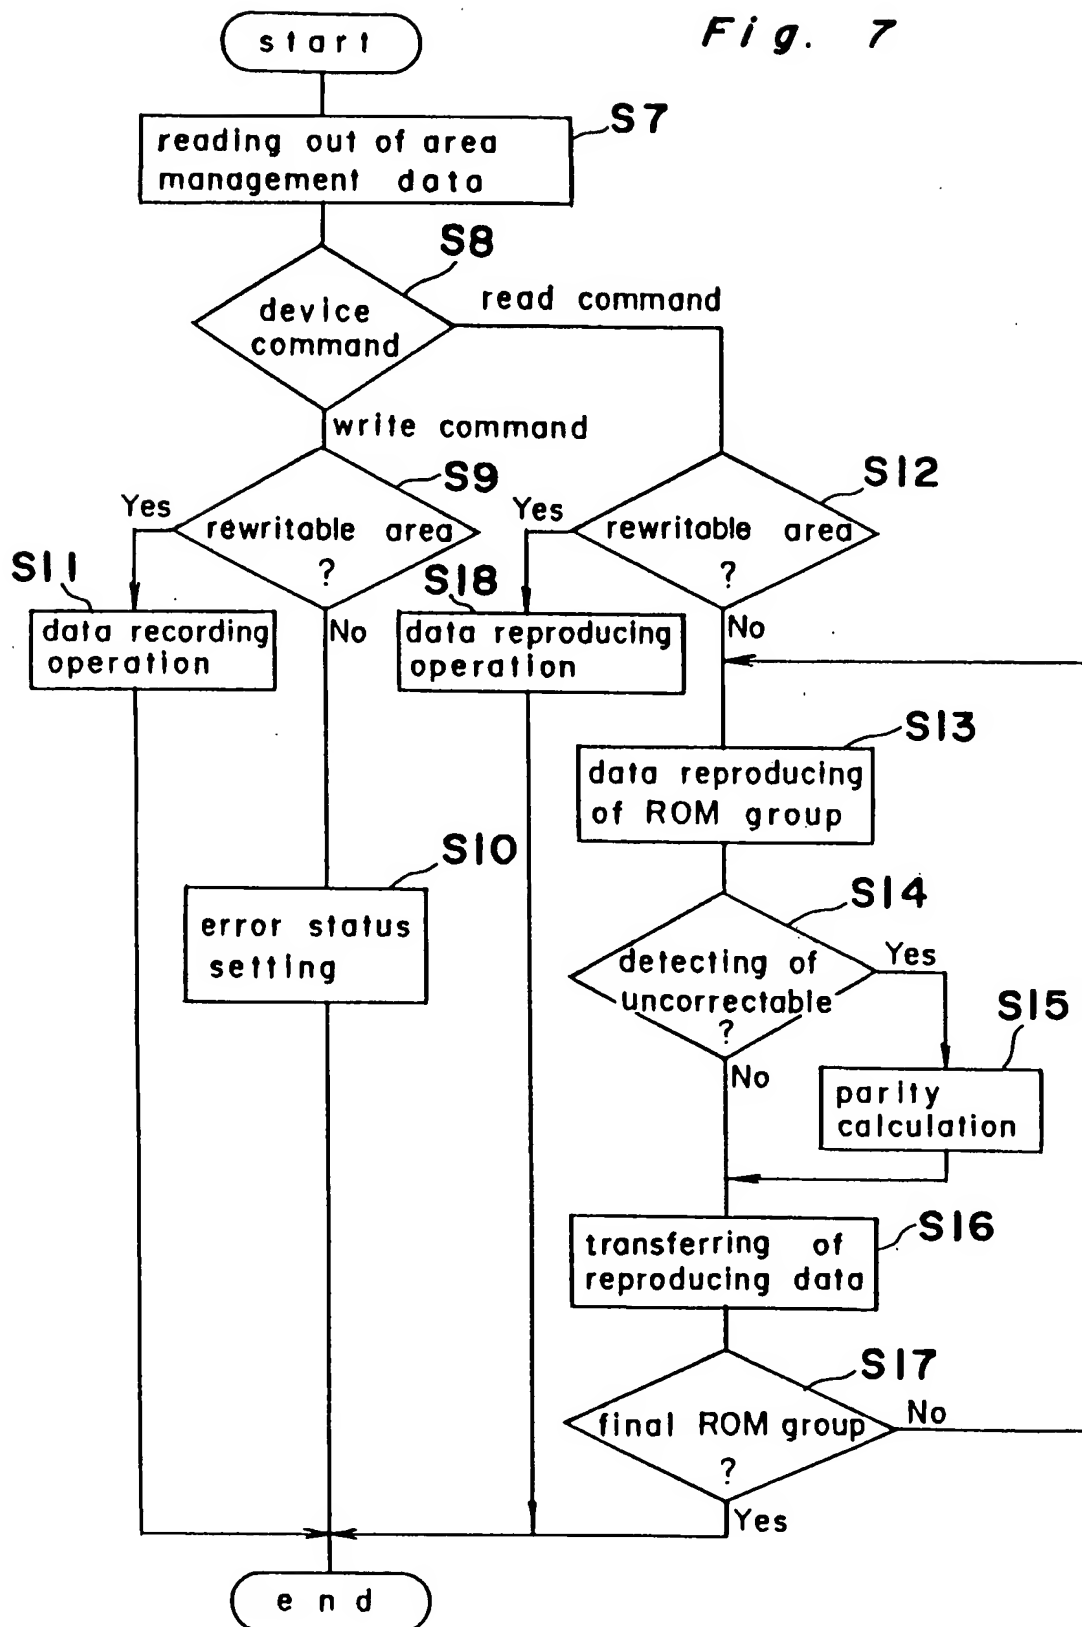 Fig. 7
start
S7
reading out of area
management data
S8
device
command
read command
write command
S9
Yes
rewritable area
?
S12
Yes
rewritable area
?
S11
data recording
operation
No
S18
data reproducing
operation
No
S13
data reproducing
of ROM group
S10
error status
setting
S14
detecting of
uncorrectable
?
Yes
No
S15
parity
calculation
S16
transferring of
reproducing data
S17
final ROM group
?
No
Yes
end